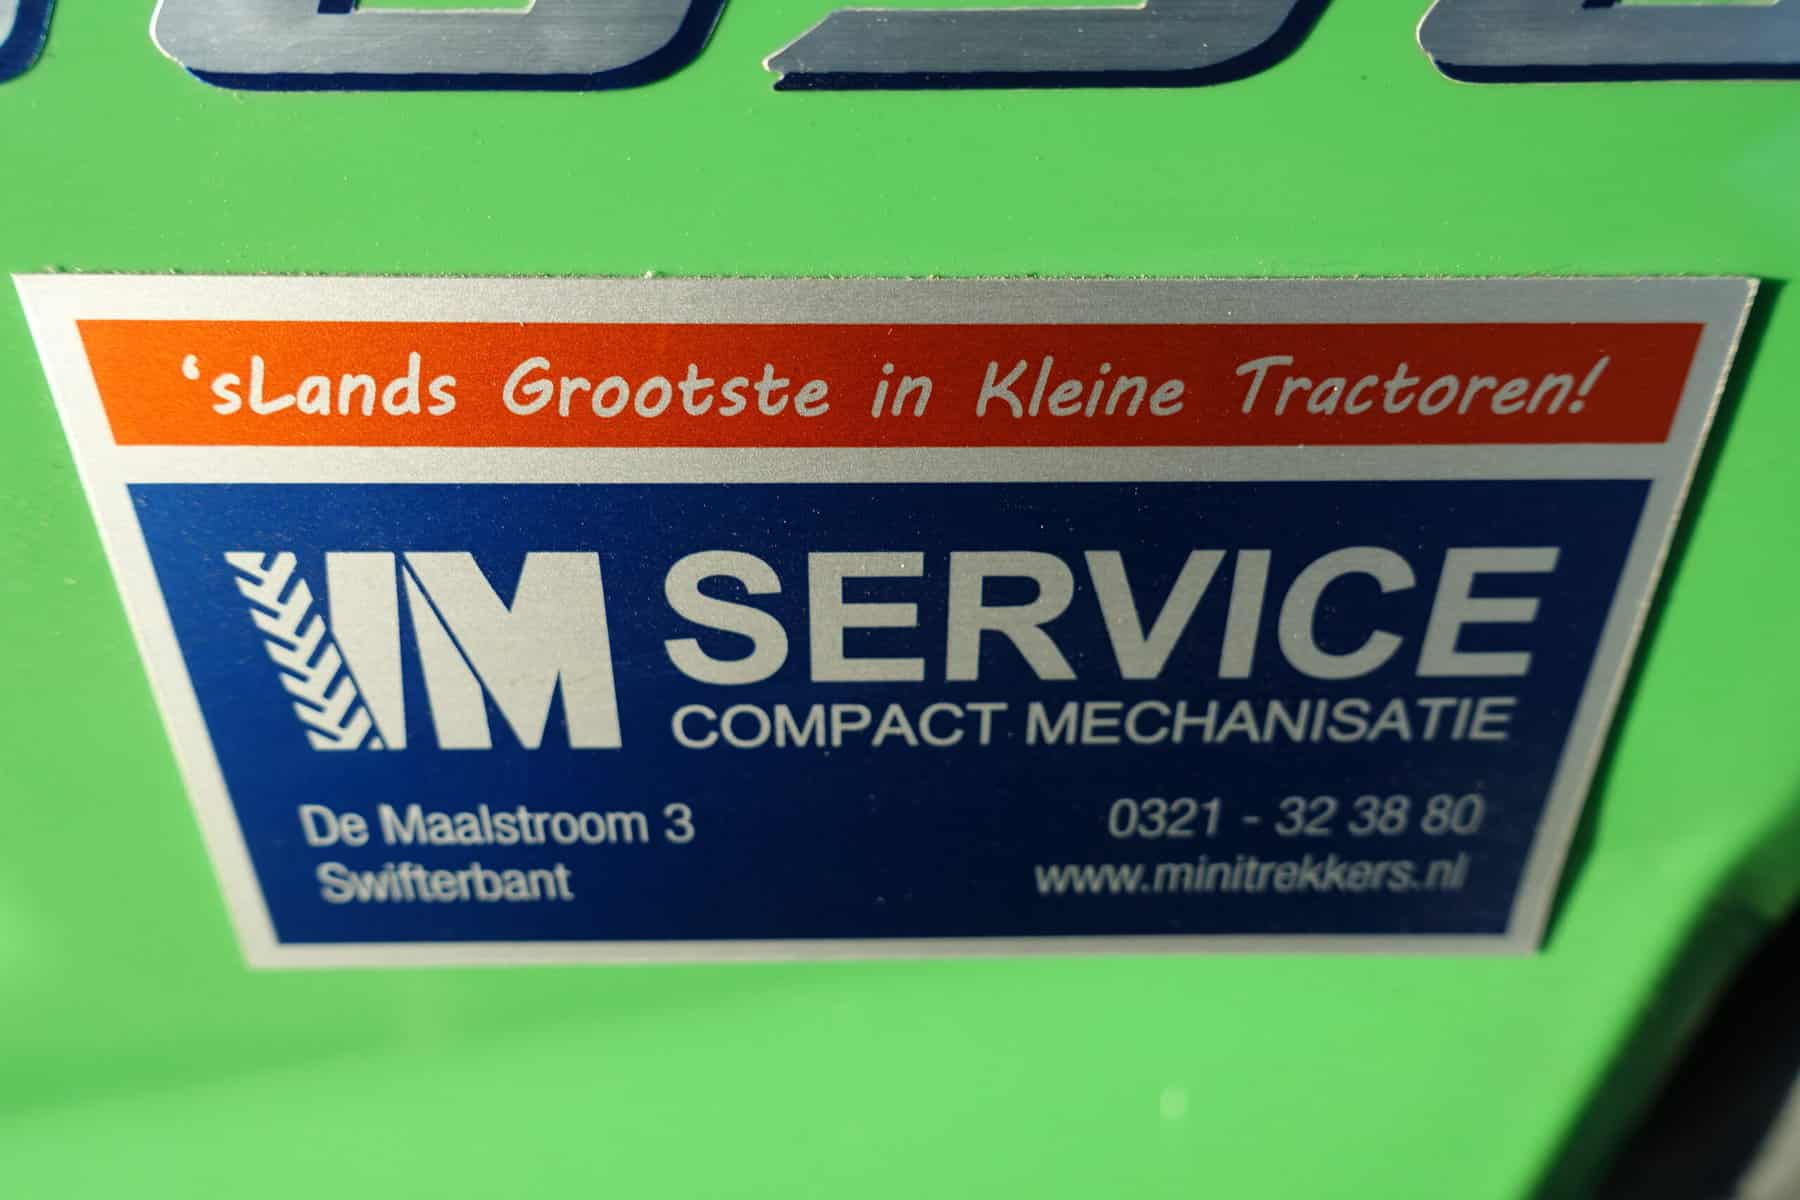 ‘sLands Grootste in Kleine Tractoren!
IM SERVICE
COMPACT MECHANISATIE
De Maalstroom 3
Swifterbant
0321 - 32 38 80
www.minitrekkers.nl